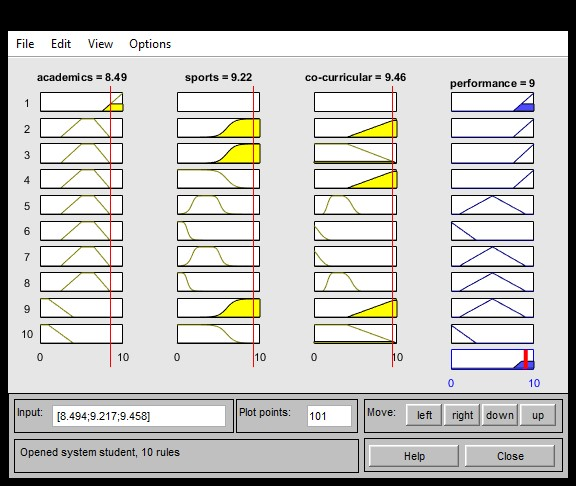 File Edit View Options
academics = 8.49 sports = 9.22 co-curricular = 9.46 performance = 9
1
2
3
4
5
6
7
8
9
10
0 10 0 10 0 10
0 10
Input: [8.494;9.217;9.458] Plot points: 101 Move: left right down up
Opened system student, 10 rules
Help Close